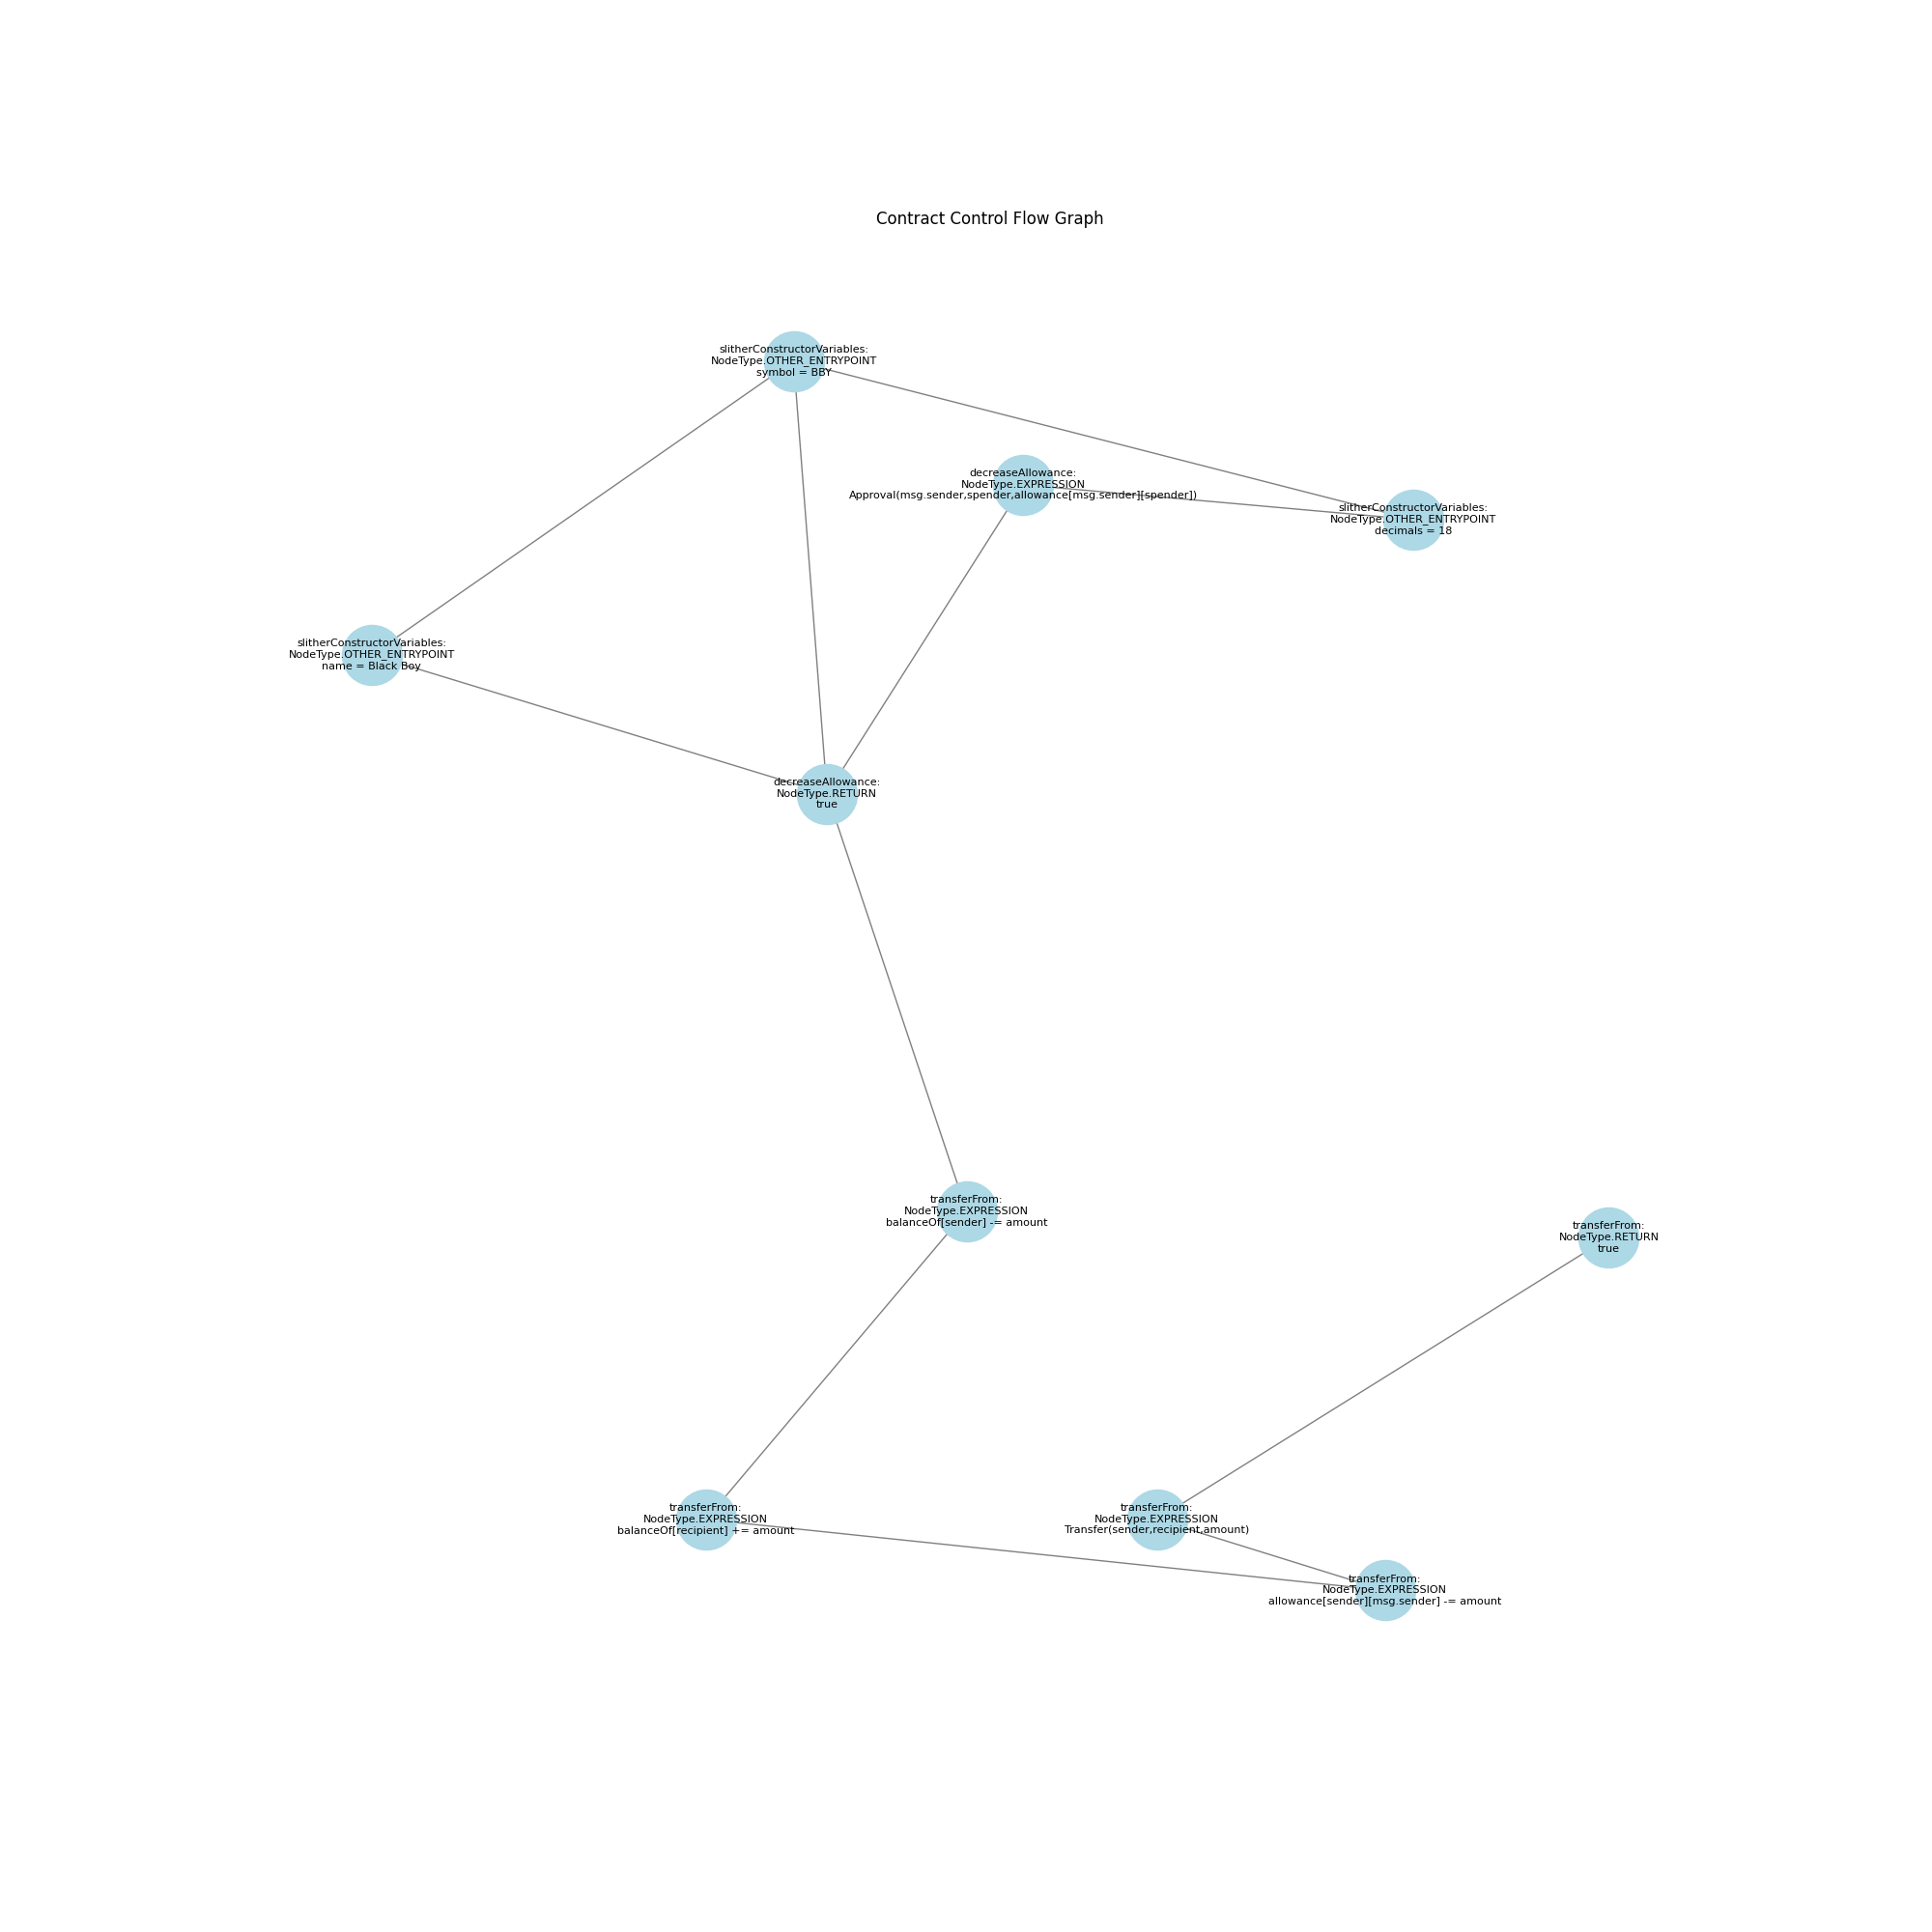 Contract Control Flow Graph
slitherConstructorVariables:
NodeType.OTHER_ENTRYPOINT
symbol = BBY
decreaseAllowance:
NodeType.EXPRESSION
Approval(msg.sender,spender,allowance[msg.sender][spender])
slitherConstructorVariables:
NodeType.OTHER_ENTRYPOINT
decimals = 18
slitherConstructorVariables:
NodeType.OTHER_ENTRYPOINT
name = Black Boy
decreaseAllowance:
NodeType.RETURN
true
transferFrom:
NodeType.EXPRESSION
balanceOf[sender] -= amount
transferFrom:
NodeType.RETURN
true
transferFrom:
NodeType.EXPRESSION
balanceOf[recipient] += amount
transferFrom:
NodeType.EXPRESSION
Transfer(sender,recipient,amount)
transferFrom:
NodeType.EXPRESSION
allowance[sender][msg.sender] -= amount